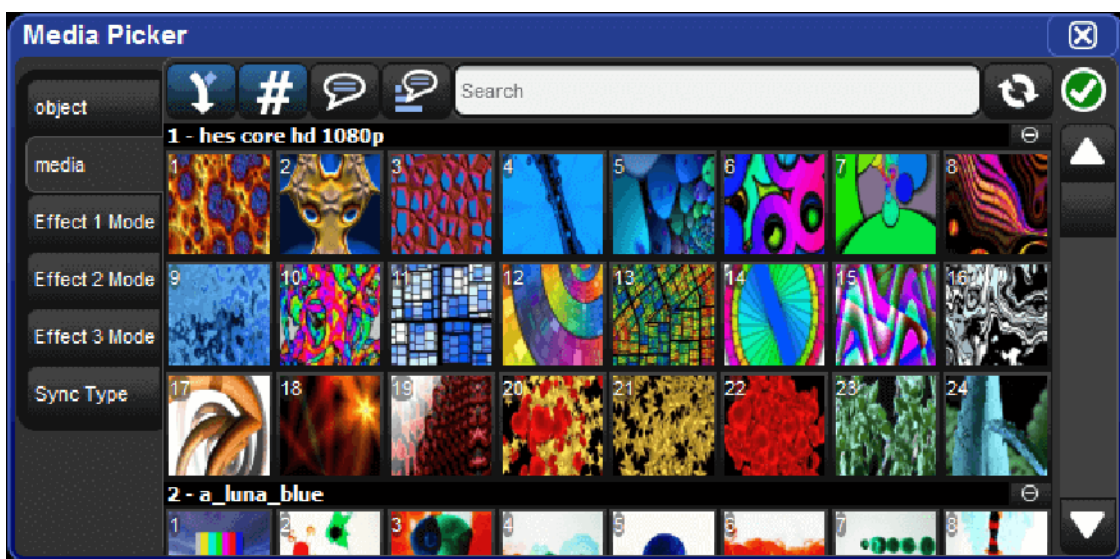 Media Picker
object
media
Effect 1 Mode
Effect 2 Mode
Effect 3 Mode
Sync Type
#
Search
1 - hes core hd 1080p
1 2 3 4 5 6 7 8
9 10 11 12 13 14 15 16
17 18 19 20 21 22 23 24
2 - a_luna_blue
1 2 3 4 5 6 7 8